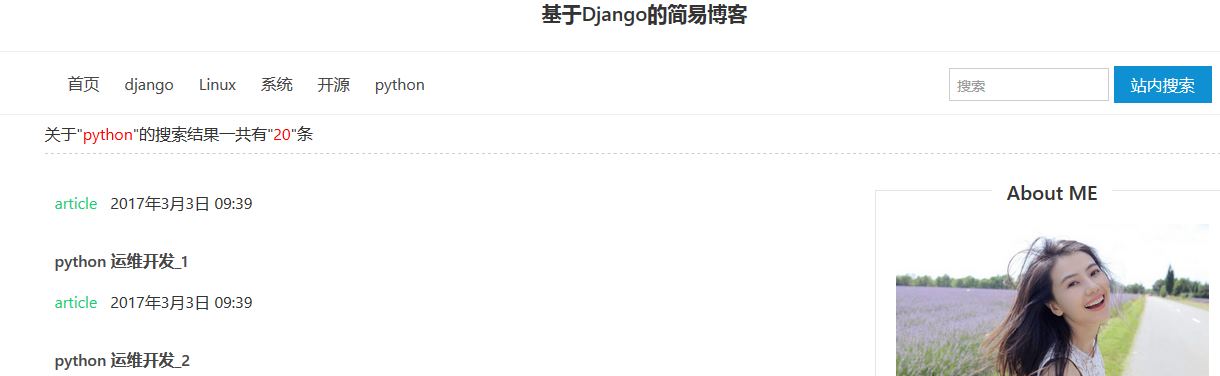 基于Django的简易博客
首页 django Linux 系统 开源 python 搜索 站内搜索
关于"python"的搜索结果一共有"20"条
article 2017年3月3日 09:39
python 运维开发_1
article 2017年3月3日 09:39
python 运维开发_2
About ME